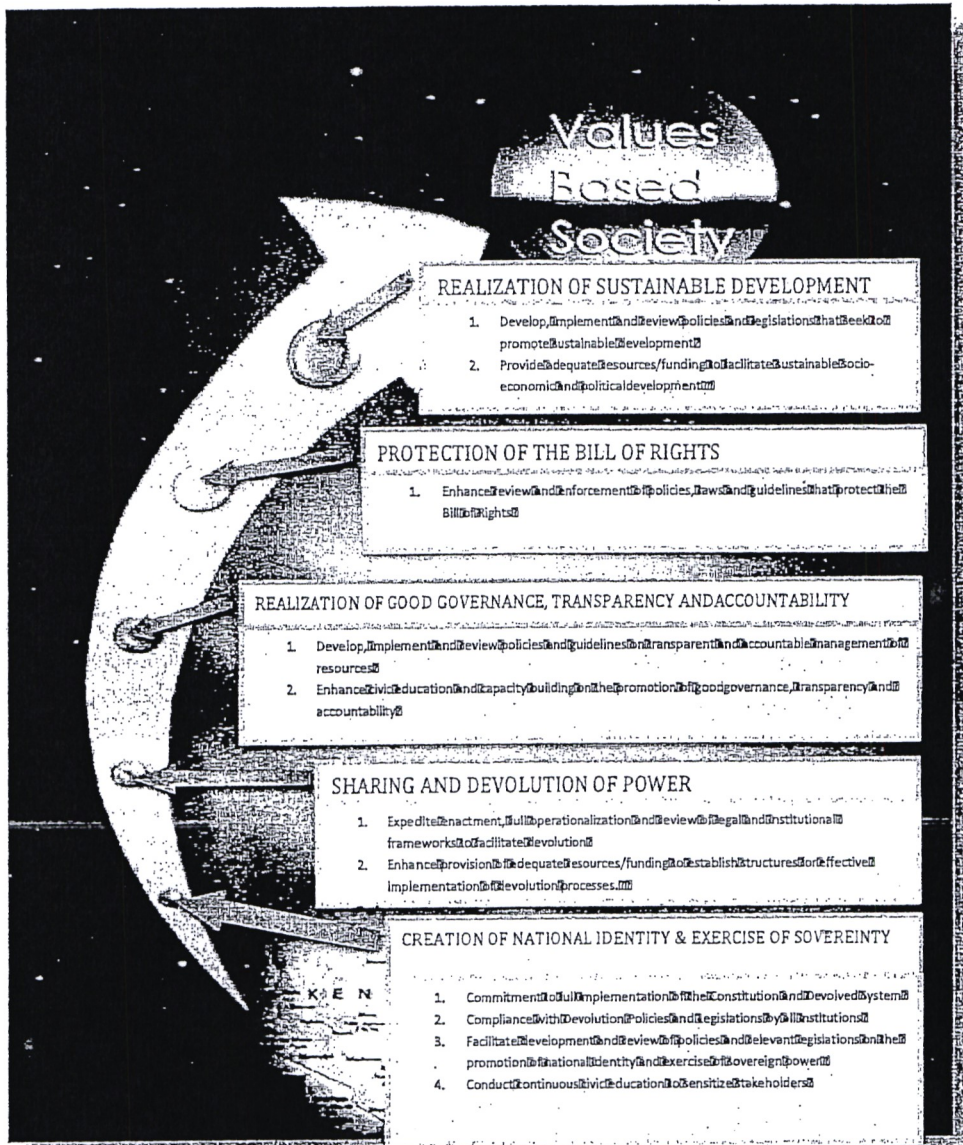 Values
Based
Society
REALIZATION OF SUSTAINABLE DEVELOPMENT
1. Develop, implement and review policies and legislations that seek to
promote sustainable development
2. Provide adequate resources/funding to facilitate sustainable socio-
economic and political development
PROTECTION OF THE BILL OF RIGHTS
1. Enhance review and enforcement of policies, laws and guidelines that protect the
Bill of Rights
REALIZATION OF GOOD GOVERNANCE, TRANSPARENCY ANDACCOUNTABILITY
1. Develop, implement and review policies and guidelines on transparent and accountable management of
resources
2. Enhance civic education and capacity building on the promotion of good governance, transparency and
accountability
SHARING AND DEVOLUTION OF POWER
1. Expedite enactment, full operationalization and review of legal and institutional
frameworks to facilitate devolution
2. Enhance provision of adequate resources/funding to establish structures for effective
implementation of devolution processes.
CREATION OF NATIONAL IDENTITY & EXERCISE OF SOVEREINTY
K E N
1. Commitment to full implementation of the Constitution and Devolved System
2. Compliance with Devolution Policies and Legislations by all institutions
3. Facilitate development and review of policies and relevant legislations on the
promotion of national identity and exercise of sovereign power
4. Conduct continuous civic education to sensitize stakeholders